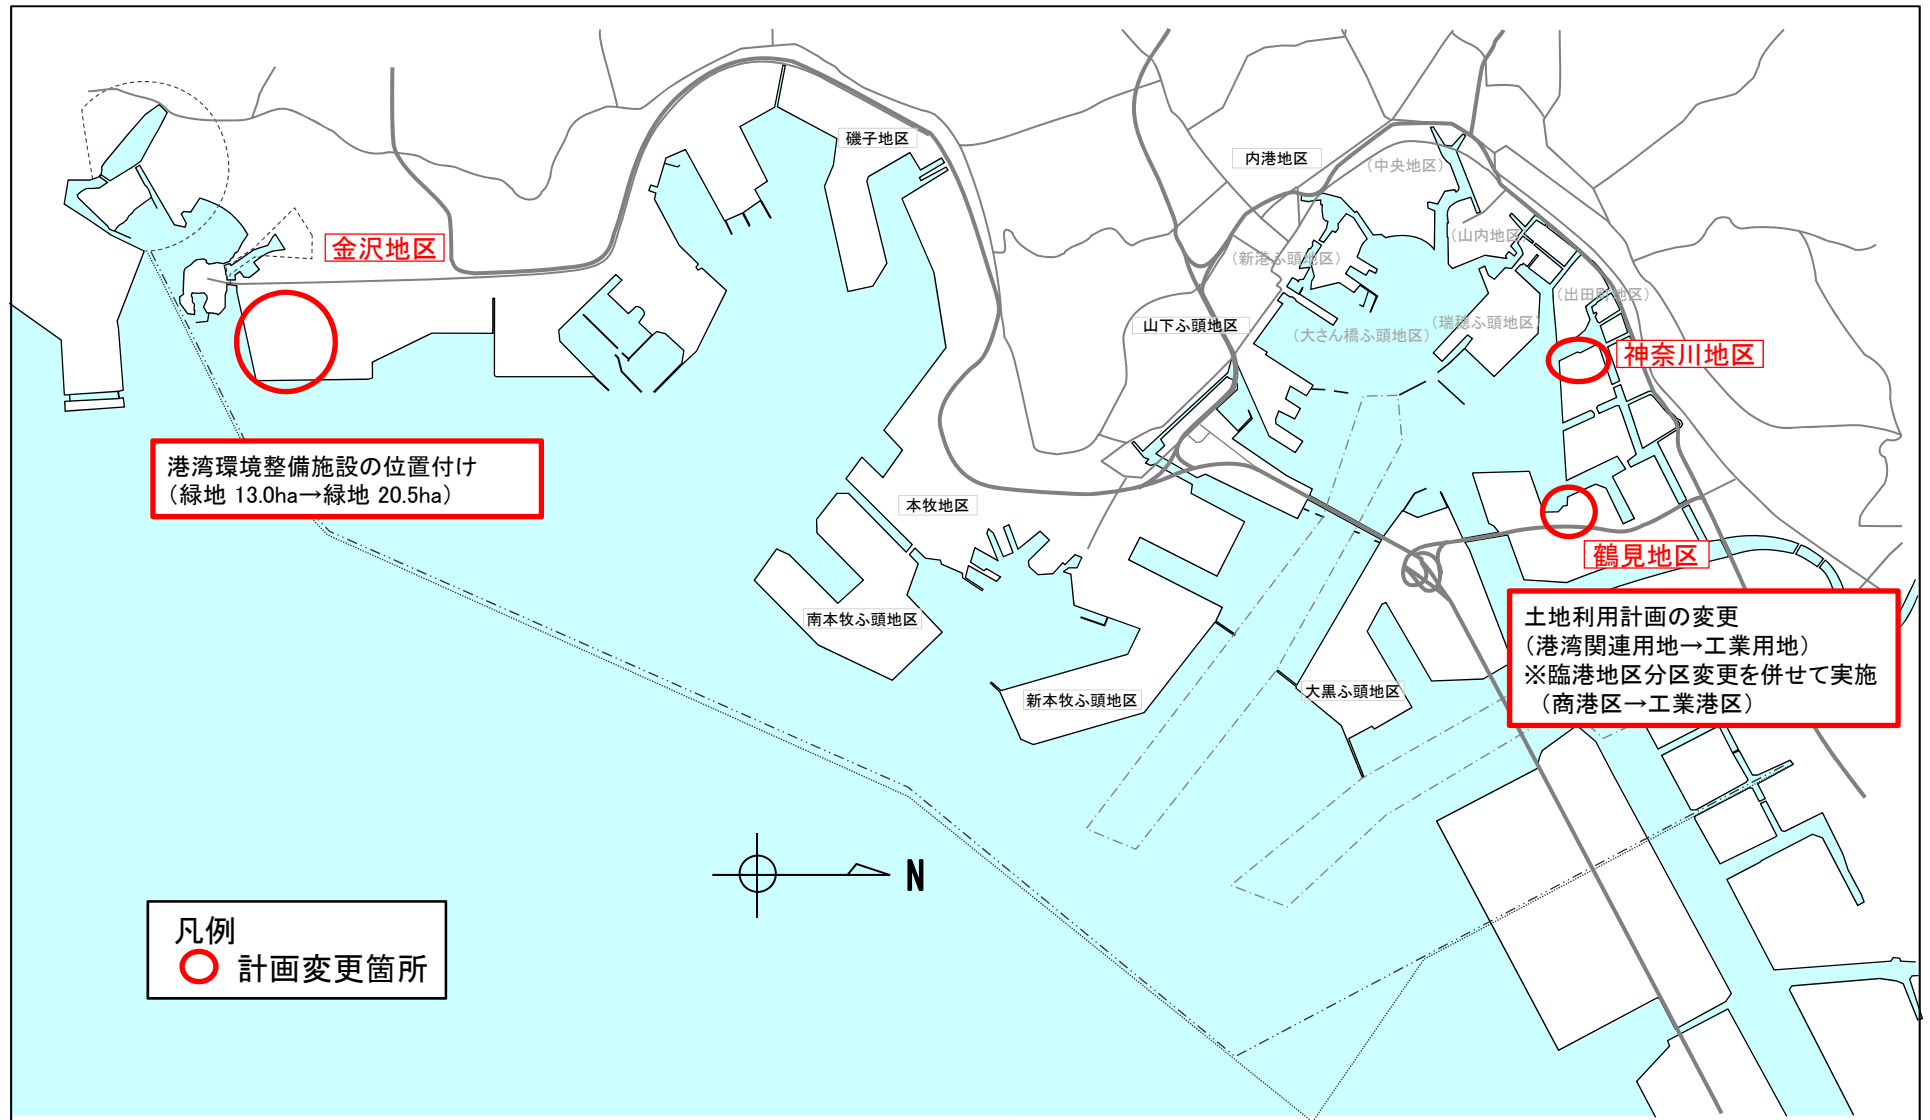 磯子地区
内港地区
（中央地区）
（山内地区）
金沢地区
（新港ふ頭地区）
（出田町地区）
山下ふ頭地区
（大さん橋ふ頭地区）
（瑞穂ふ頭地区）
神奈川地区
港湾環境整備施設の位置付け
（緑地 13.0ha→緑地 20.5ha）
本牧地区
鶴見地区
南本牧ふ頭地区
土地利用計画の変更
（港湾関連用地→工業用地）
※臨港地区分区変更を併せて実施
（商港区→工業港区）
新本牧ふ頭地区
大黒ふ頭地区
N
凡例
計画変更箇所